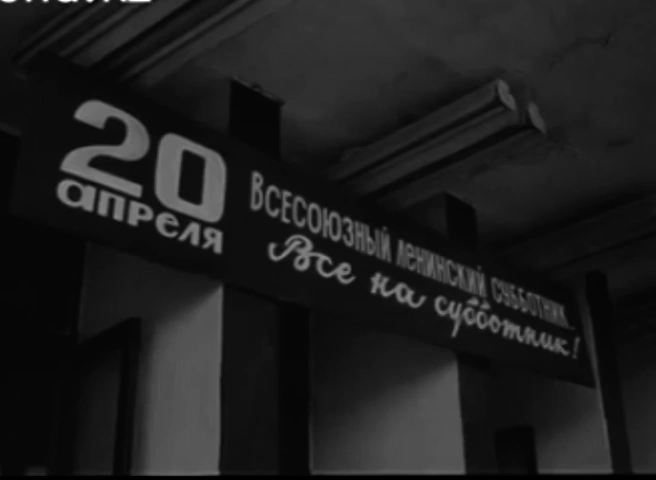 20
апреля
Всесоюзный ленинский субботник.
Все на субботник!